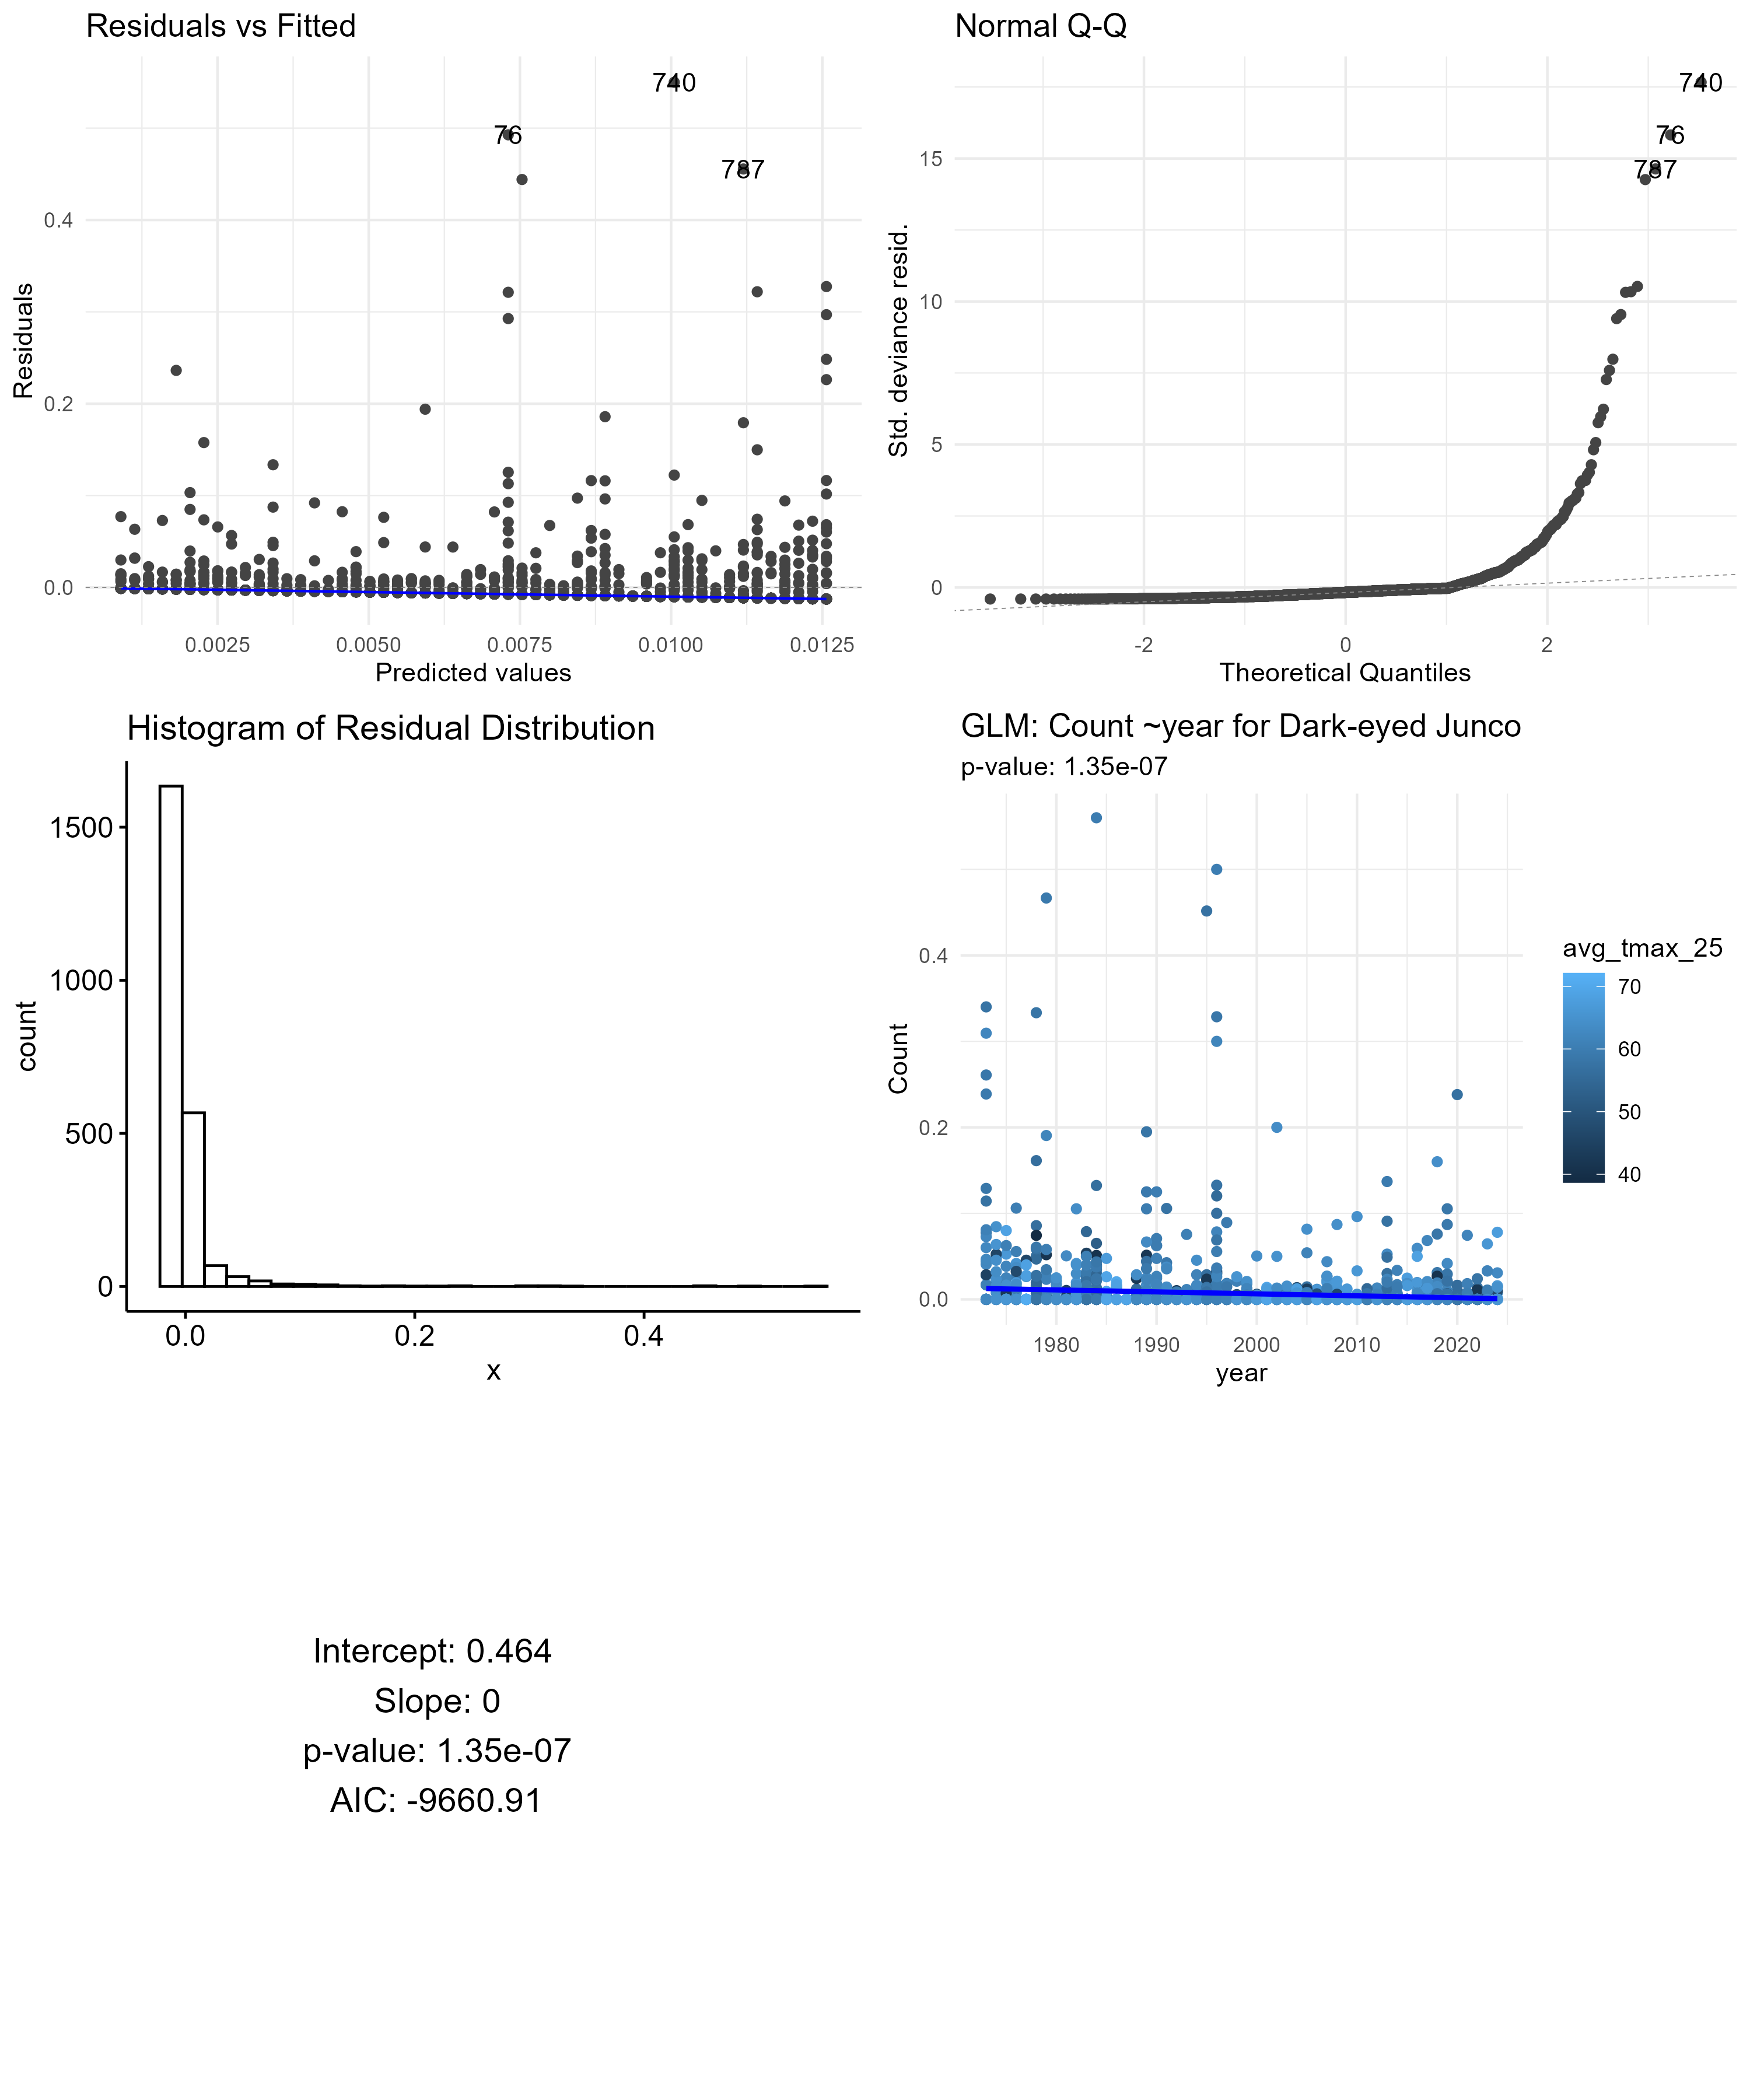 Residuals vs Fitted
Residuals
0.4
0.2
0.0
740
76
787
0.0025 0.0050 0.0075 0.0100 0.0125
Predicted values
Normal Q-Q
Std. deviance resid.
15
10
5
0
740
76
787
-2 0 2
Theoretical Quantiles
Histogram of Residual Distribution
count
1500
1000
500
0
0.0 0.2 0.4
x
GLM: Count ~year for Dark-eyed Junco
p-value: 1.35e-07
Count
0.4
0.2
0.0
1980 1990 2000 2010 2020
year
avg_tmax_25
70
60
50
40
Intercept: 0.464
Slope: 0
p-value: 1.35e-07
AIC: -9660.91